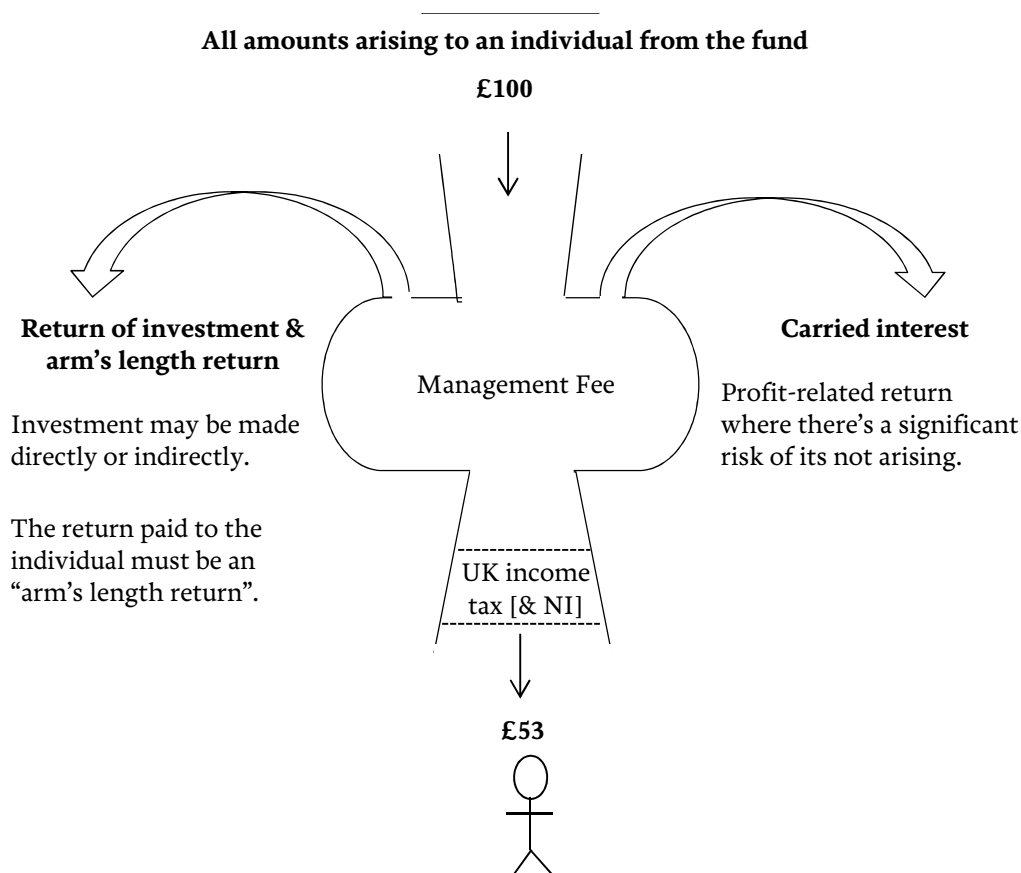 All amounts arising to an individual from the fund
£100
Return of investment &
arm’s length return
Investment may be made
directly or indirectly.
The return paid to the
individual must be an
“arm’s length return”.
Management Fee
Carried interest
Profit-related return
where there’s a significant
risk of its not arising.
UK income
tax [& NI]
£53